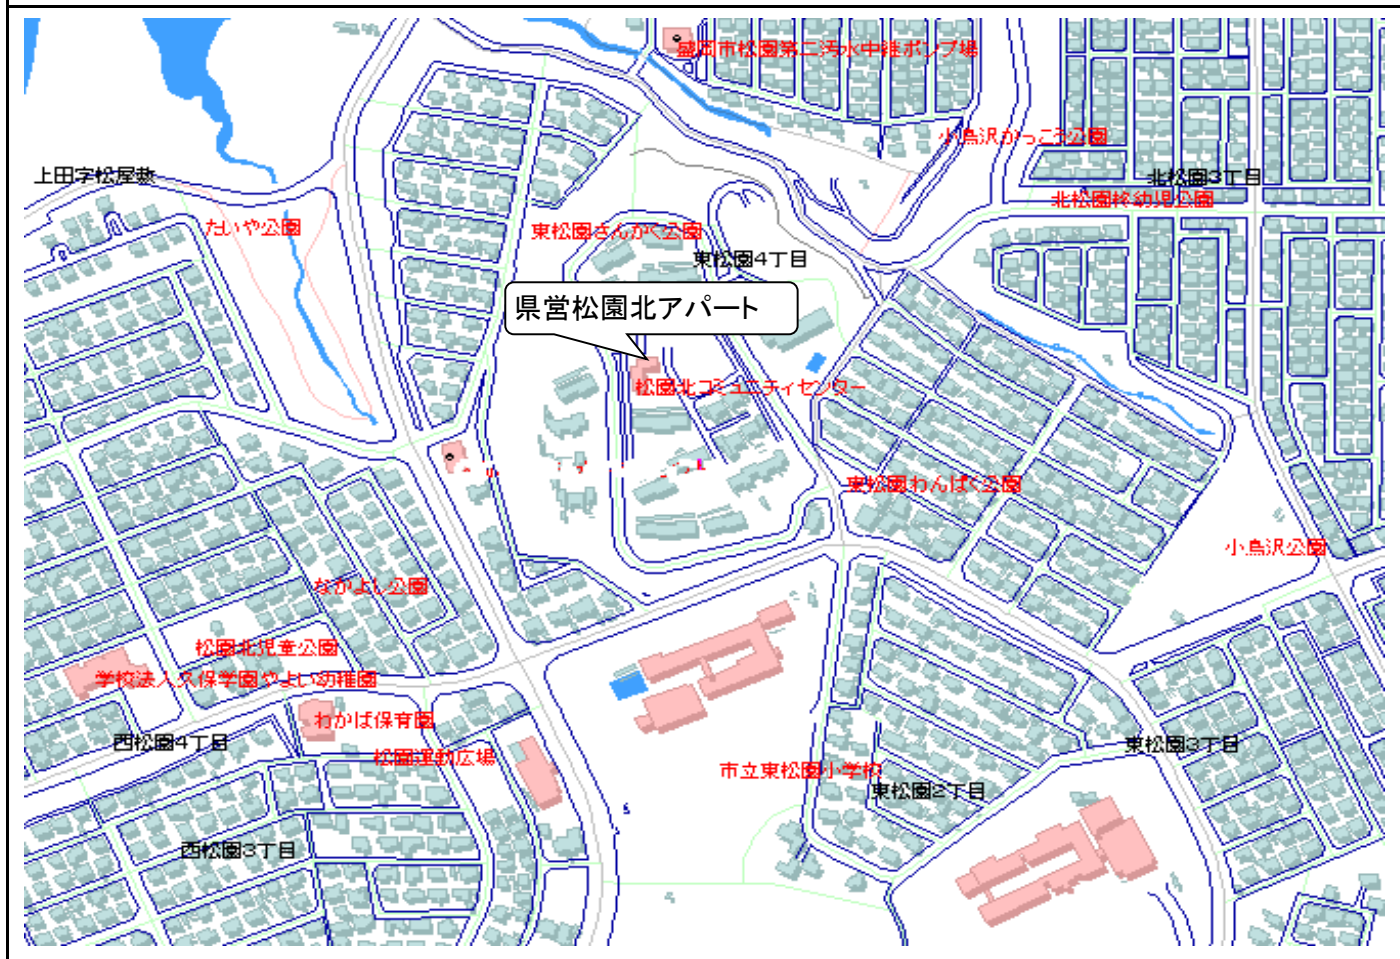 盛岡市松園第二汚水中継ポンプ場
小鳥沢かっこう公園
上田字松屋敷
北松園3丁目
北松園柊幼児公園
たいや公園
東松園さんかく公園
東松園4丁目
県営松園北アパート
松園北コミュニティセンター
東松園わんぱく公園
小鳥沢公園
なかよし公園
松園北児童公園
学校法人久保学園やよい幼稚園
わかば保育園
西松園4丁目
東松園3丁目
松園運動広場
市立東松園小学校
東松園2丁目
西松園3丁目